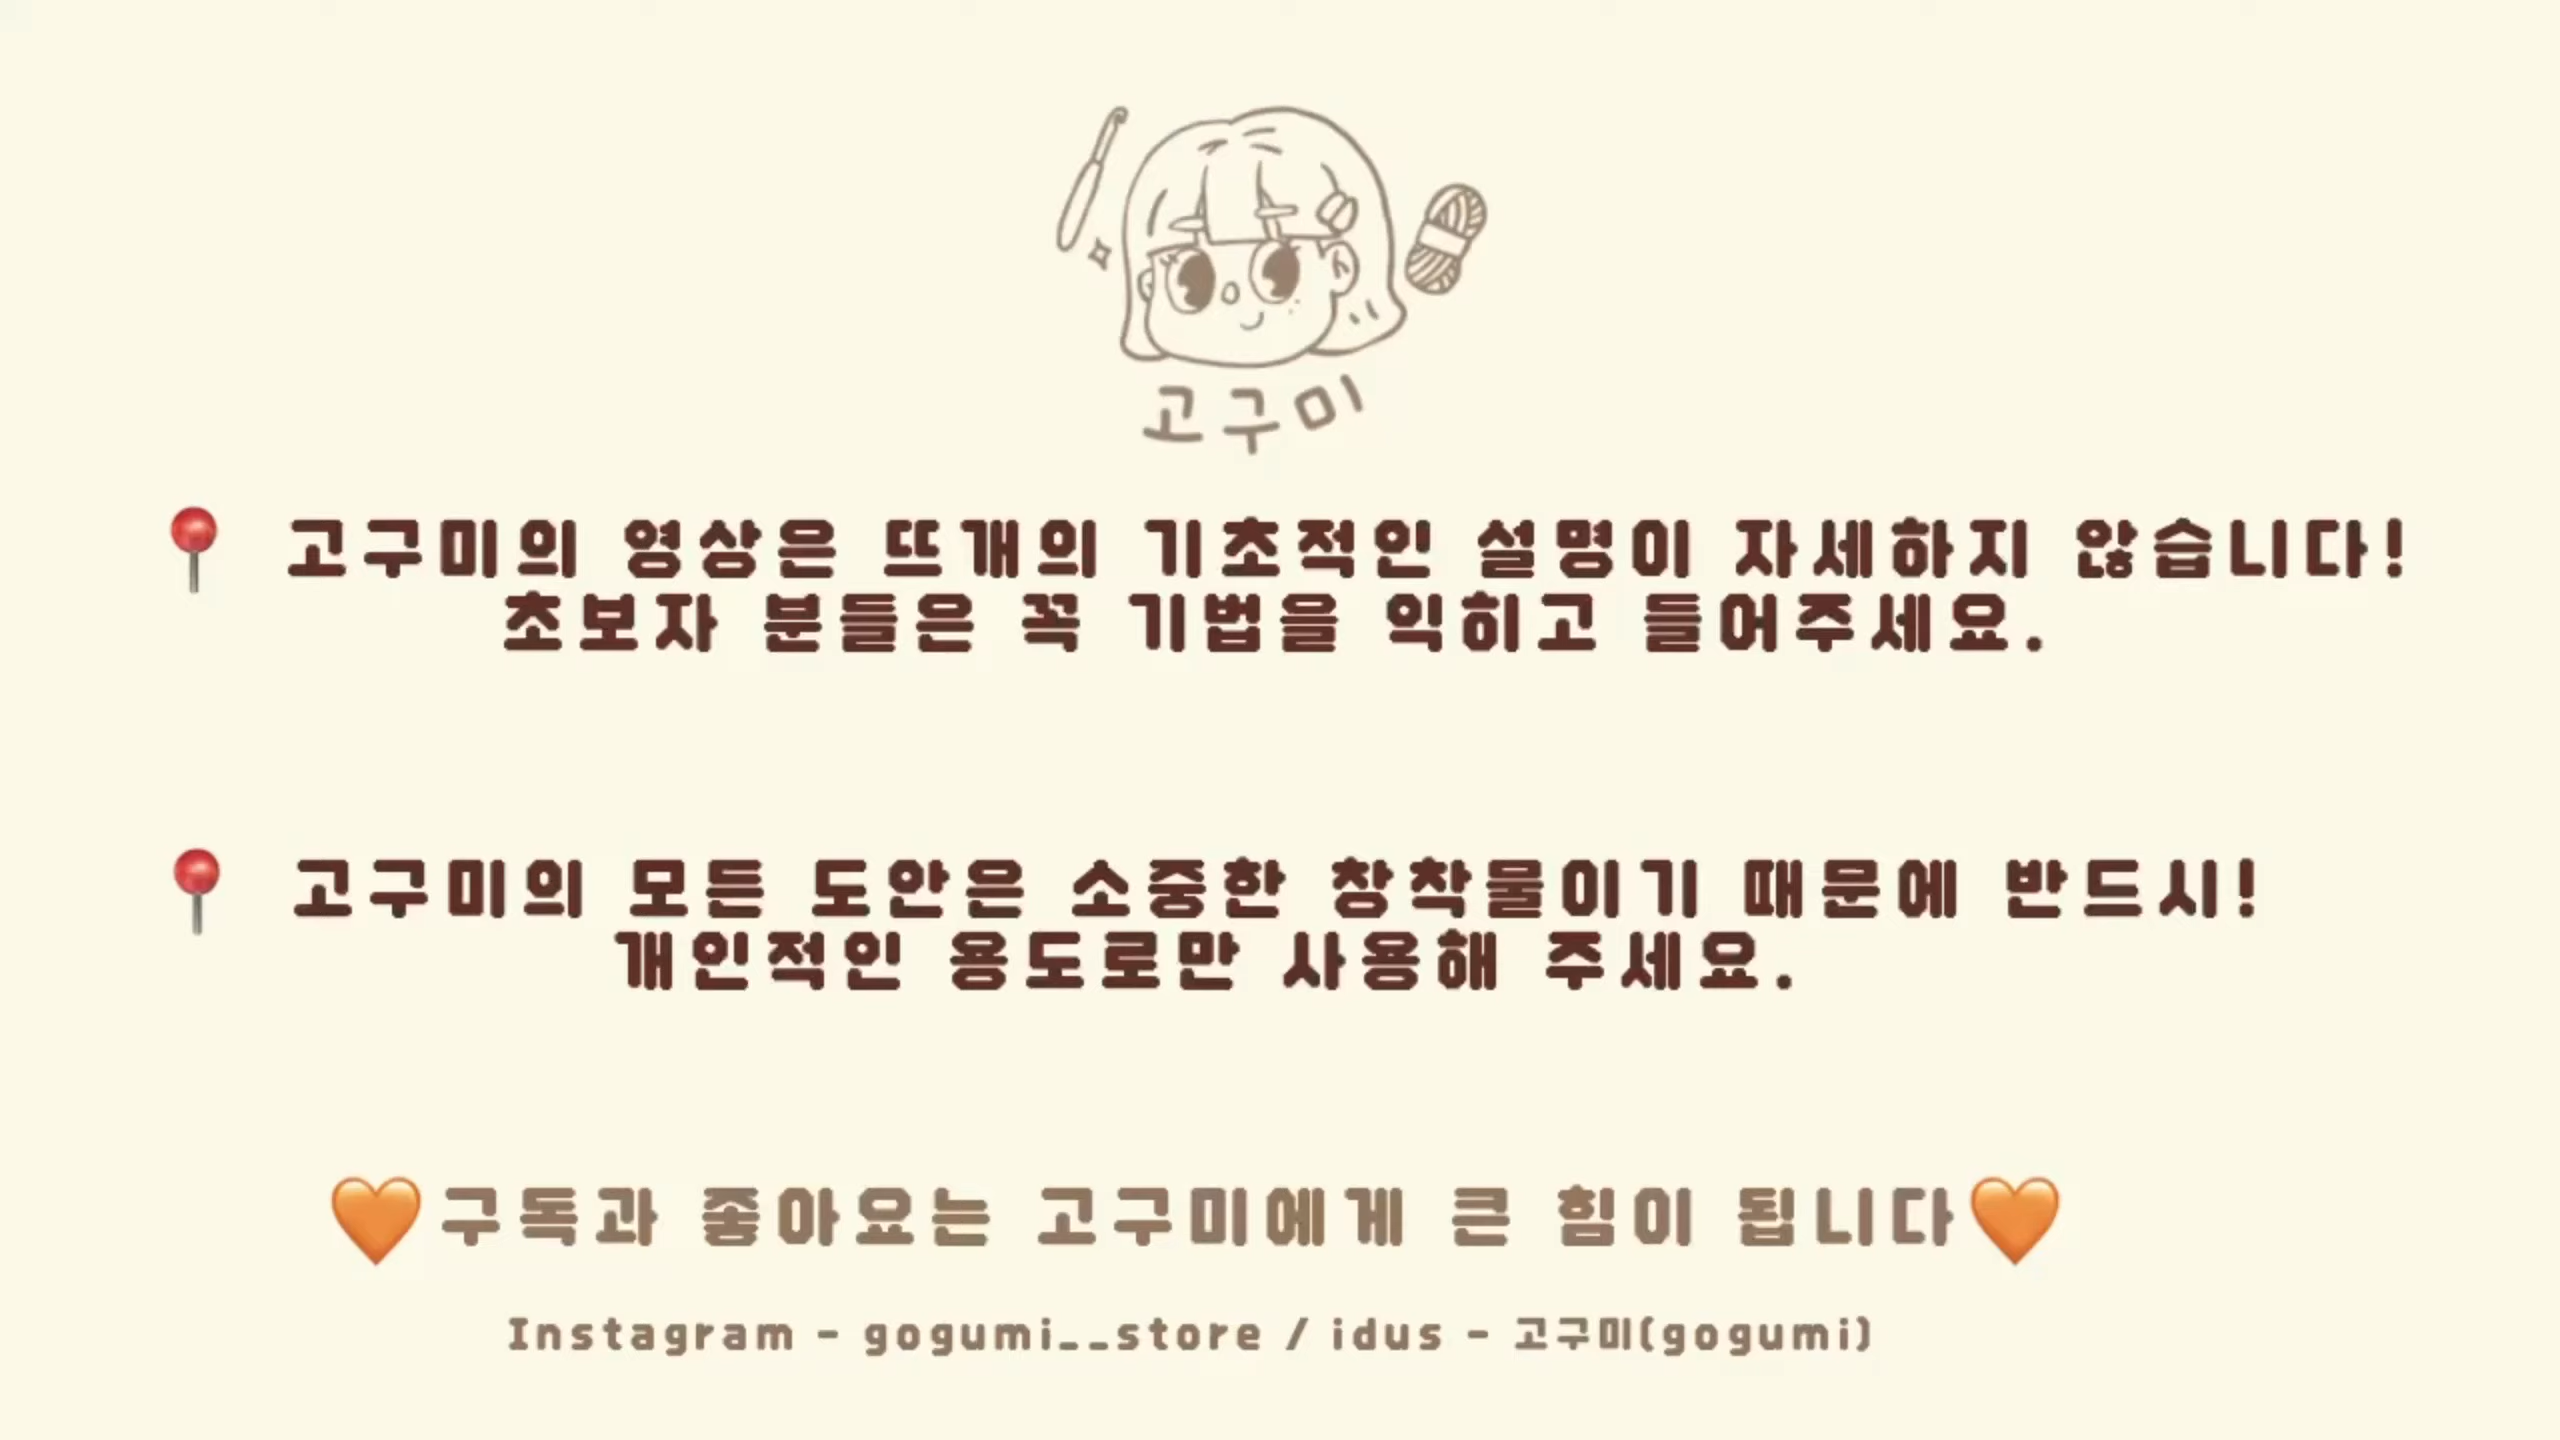 고구미
📍 고구미의 영상은 뜨개의 기초적인 설명이 자세하지 않습니다!
초보자 분들은 꼭 기법을 익히고 들어주세요.
📍 고구미의 모든 도안은 소중한 창작물이기 때문에 반드시!
개인적인 용도로만 사용해 주세요.
🧡구독과 좋아요는 고구미에게 큰 힘이 됩니다🧡
Instagram - gogumi__store / idus - 고구미(gogumi)